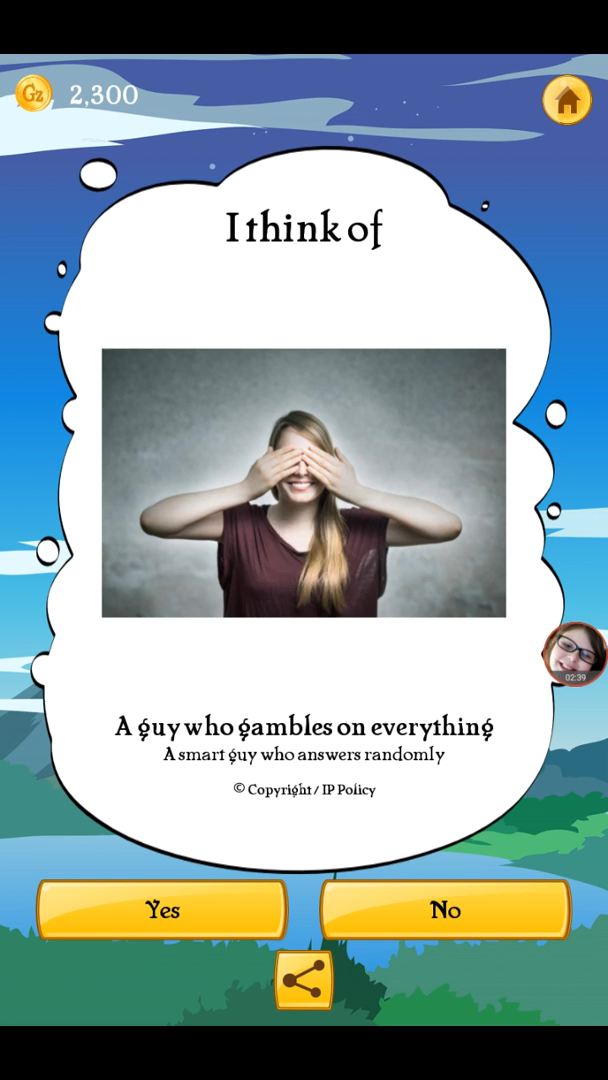 Gz 2,300
I think of
A guy who gambles on everything
A smart guy who answers randomly
© Copyright / IP Policy
02:39
Yes
No